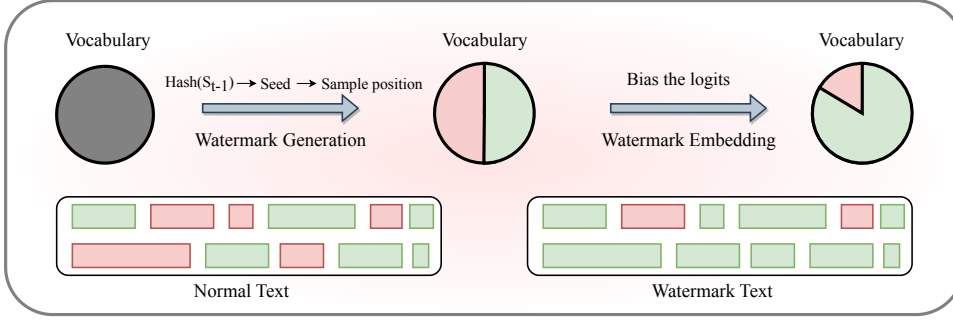 Vocabulary
Vocabulary
Vocabulary
Hash(St-1) → Seed → Sample position
Bias the logits
Watermark Generation
Watermark Embedding
Normal Text
Watermark Text